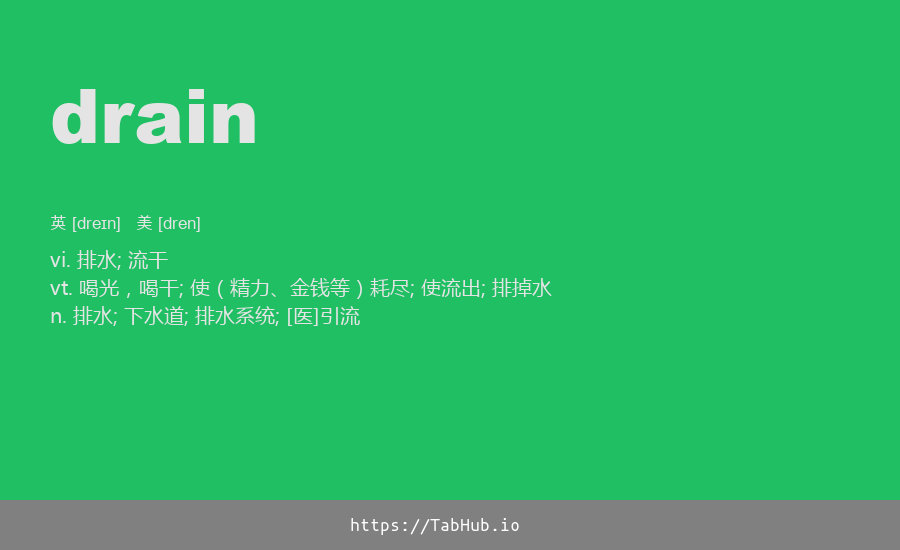 drain
英 [dreɪn] 美 [dren]
vi. 排水; 流干
vt. 喝光，喝干; 使（精力、金钱等）耗尽; 使流出; 排掉水
n. 排水; 下水道; 排水系统; [医]引流
https://TabHub.io